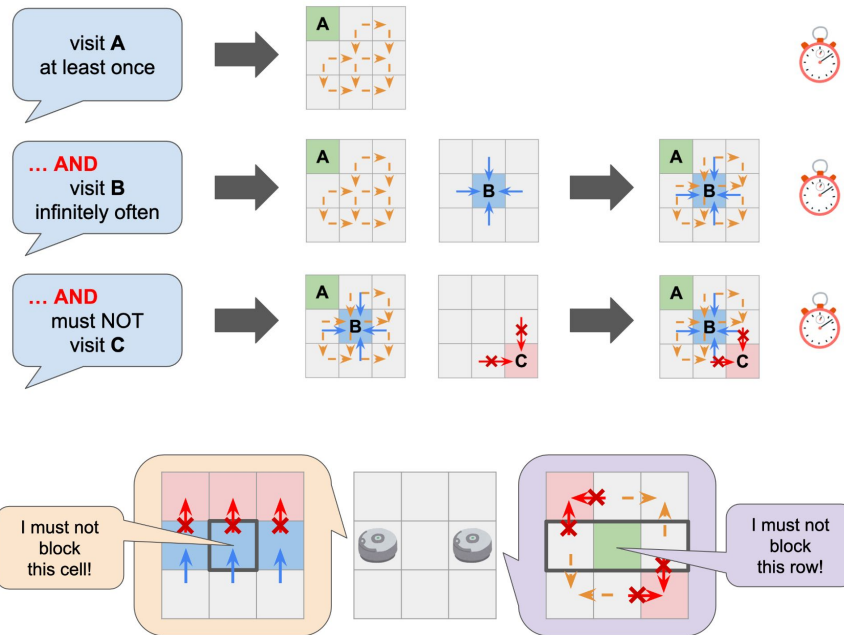 visit A
at least once
A
... AND
visit B
infinitely often
A
B
A
B
... AND
must NOT
visit C
A
B
C
A
B
C
I must not
block
this cell!
I must not
block
this row!